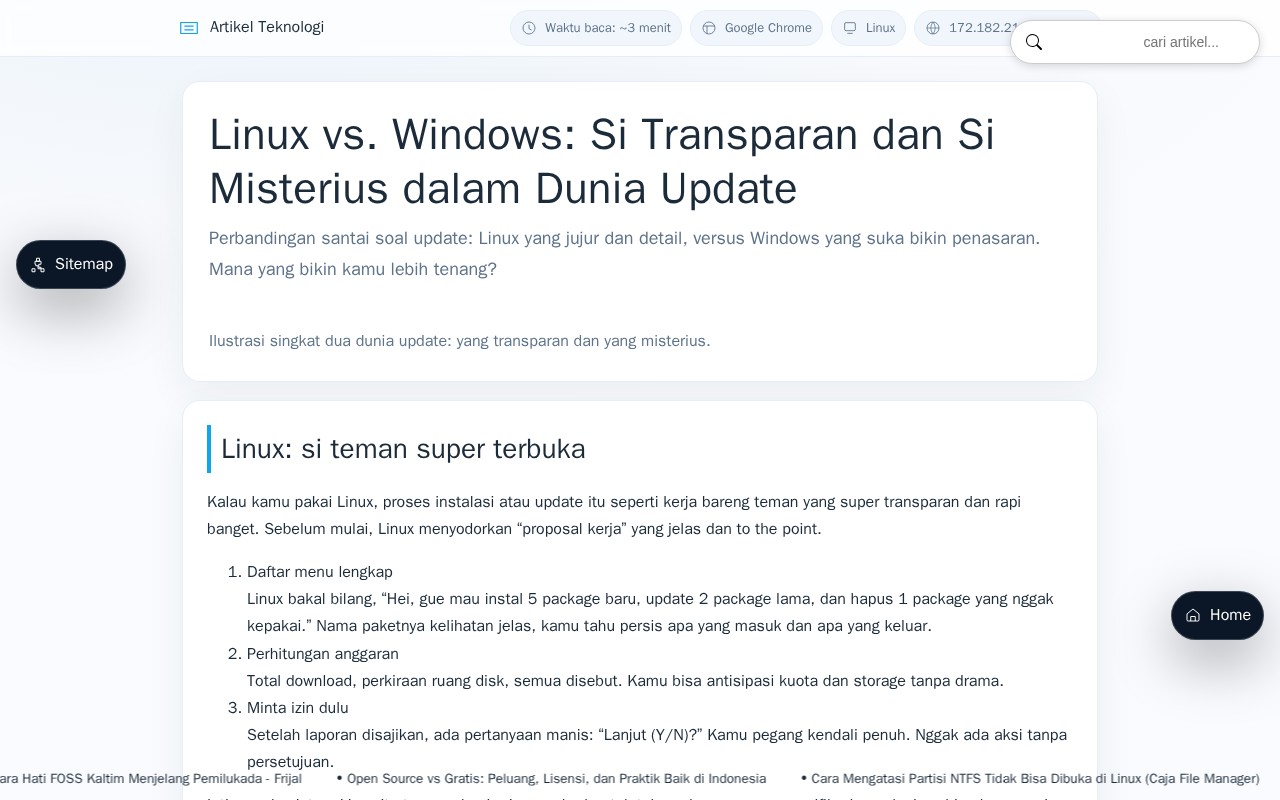 Artikel Teknologi
Waktu baca: ~3 menit
Google Chrome
Linux
172.182.2
cari artikel...
Linux vs. Windows: Si Transparan dan Si
Misterius dalam Dunia Update
Perbandingan santai soal update: Linux yang jujur dan detail, versus Windows yang suka bikin penasaran.
Mana yang bikin kamu lebih tenang?
Ilustrasi singkat dua dunia update: yang transparan dan yang misterius.
Sitemap
Linux: si teman super terbuka
Kalau kamu pakai Linux, proses instalasi atau update itu seperti kerja bareng teman yang super transparan dan rapi
banget. Sebelum mulai, Linux menyodorkan “proposal kerja” yang jelas dan to the point.
1. Daftar menu lengkap
Linux bakal bilang, “Hei, gue mau instal 5 package baru, update 2 package lama, dan hapus 1 package yang nggak
kepakai.” Nama paketnya kelihatan jelas, kamu tahu persis apa yang masuk dan apa yang keluar.
2. Perhitungan anggaran
Total download, perkiraan ruang disk, semua disebut. Kamu bisa antisipasi kuota dan storage tanpa drama.
3. Minta izin dulu
Setelah laporan disajikan, ada pertanyaan manis: “Lanjut (Y/N)?” Kamu pegang kendali penuh. Nggak ada aksi tanpa
persetujuan.
Home
ara Hati FOSS Kaltim Menjelang Pemilukada - Frijal
• Open Source vs Gratis: Peluang, Lisensi, dan Praktik Baik di Indonesia
• Cara Mengatasi Partisi NTFS Tidak Bisa Dibuka di Linux (Caja File Manager)